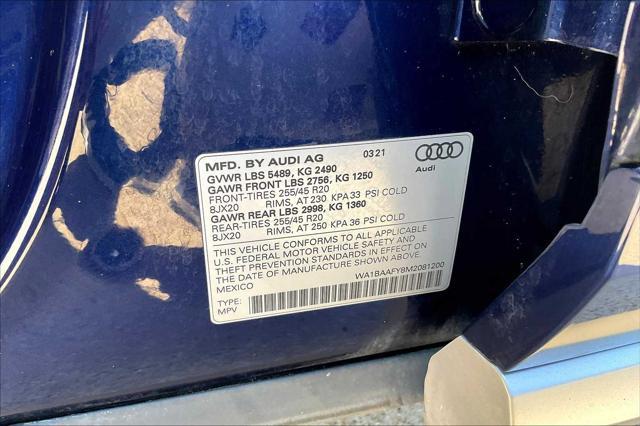 MFD. BY AUDI AG 03 21
GVWR LBS 5489, KG 2490
GAWR FRONT LBS 2756, KG 1250
FRONT-TIRES 255/45 R20
8JX20 RIMS, AT 230 KPA 33 PSI COLD
GAWR REAR LBS 2998, KG 1360
REAR-TIRES 255/45 R20
8JX20 RIMS, AT 250 KPA 36 PSI COLD
Audi
THIS VEHICLE CONFORMS TO ALL APPLICABLE
U.S. FEDERAL MOTOR VEHICLE SAFETY AND
THEFT PREVENTION STANDARDS IN EFFECT ON
THE DATE OF MANUFACTURE SHOWN ABOVE.
MEXICO WA1BAAFY8M2081200
TYPE:
MPV